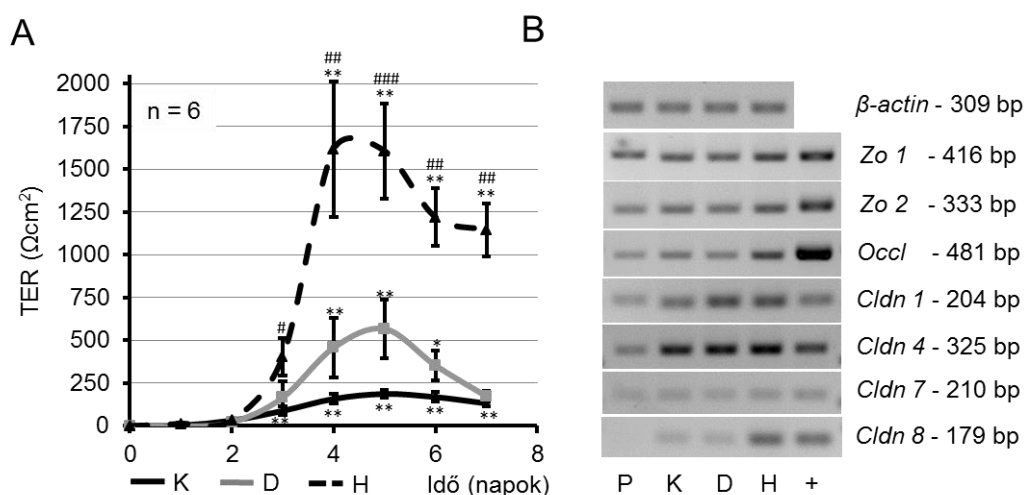 A
B
2000
1750
1500
1250
1000
750
500
250
0
TER (Ωcm²)
n = 6
##
**
###
**
##
**
##
**
#
**
**
*
**
**
**
**
**
0 2 4 6 8
K D H Idő (napok)
β-actin - 309 bp
Zo 1 - 416 bp
Zo 2 - 333 bp
Occl - 481 bp
Cldn 1 - 204 bp
Cldn 4 - 325 bp
Cldn 7 - 210 bp
Cldn 8 - 179 bp
P K D H +